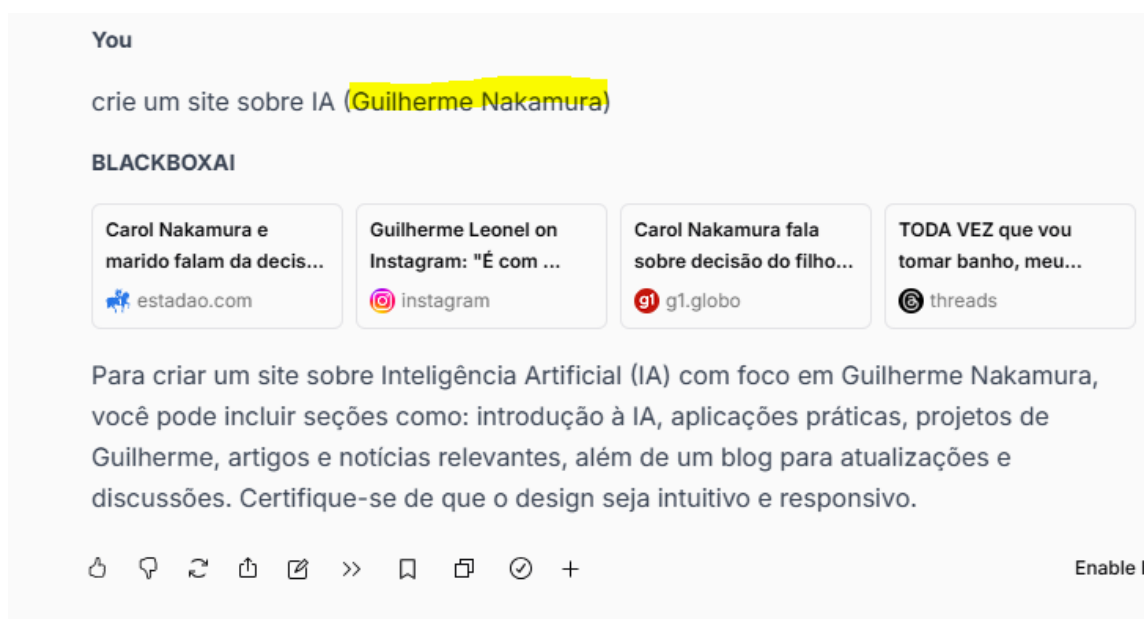 You
crie um site sobre IA (Guilherme Nakamura)
BLACKBOXAI
Carol Nakamura e
marido falam da decis...
estadao.com
Guilherme Leonel on
Instagram: "É com ...
instagram
Carol Nakamura fala
sobre decisão do filho...
g1
g1.globo
TODA VEZ que vou
tomar banho, meu...
threads
Para criar um site sobre Inteligência Artificial (IA) com foco em Guilherme Nakamura,
você pode incluir seções como: introdução à IA, aplicações práticas, projetos de
Guilherme, artigos e notícias relevantes, além de um blog para atualizações e
discussões. Certifique-se de que o design seja intuitivo e responsivo.
Enable